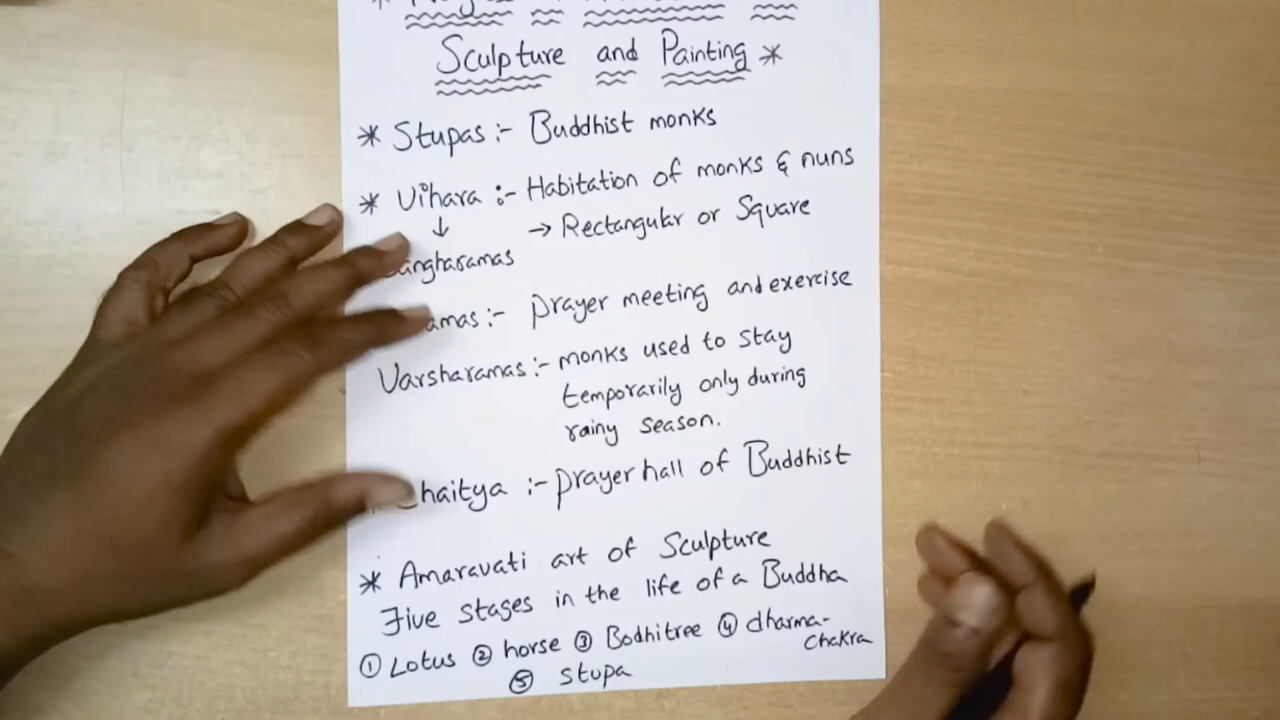 Sculpture and Painting *
* Stupas :- Buddhist monks
* Vihara :- Habitation of monks & nuns
↓ → Rectangular or Square
angharamas
amas :- prayer meeting and exercise
Varsharamas :- monks used to stay
temporarily only during
rainy season.
haitya :- prayer hall of Buddhist
* Amaravati art of Sculpture
Five stages in the life of a Buddha
① Lotus ② horse ③ Bodhitree ④ dharma-
chakra
⑤ stupa